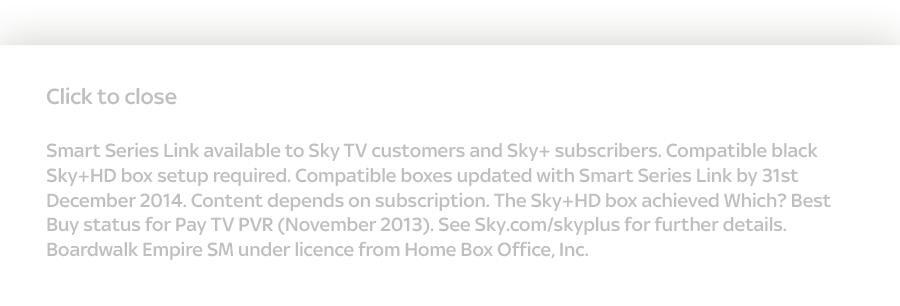 Click to close
Smart Series Link available to Sky TV customers and Sky+ subscribers. Compatible black
Sky+HD box setup required. Compatible boxes updated with Smart Series Link by 31st
December 2014. Content depends on subscription. The Sky+HD box achieved Which? Best
Buy status for Pay TV PVR (November 2013). See Sky.com/skyplus for further details.
Boardwalk Empire SM under licence from Home Box Office, Inc.